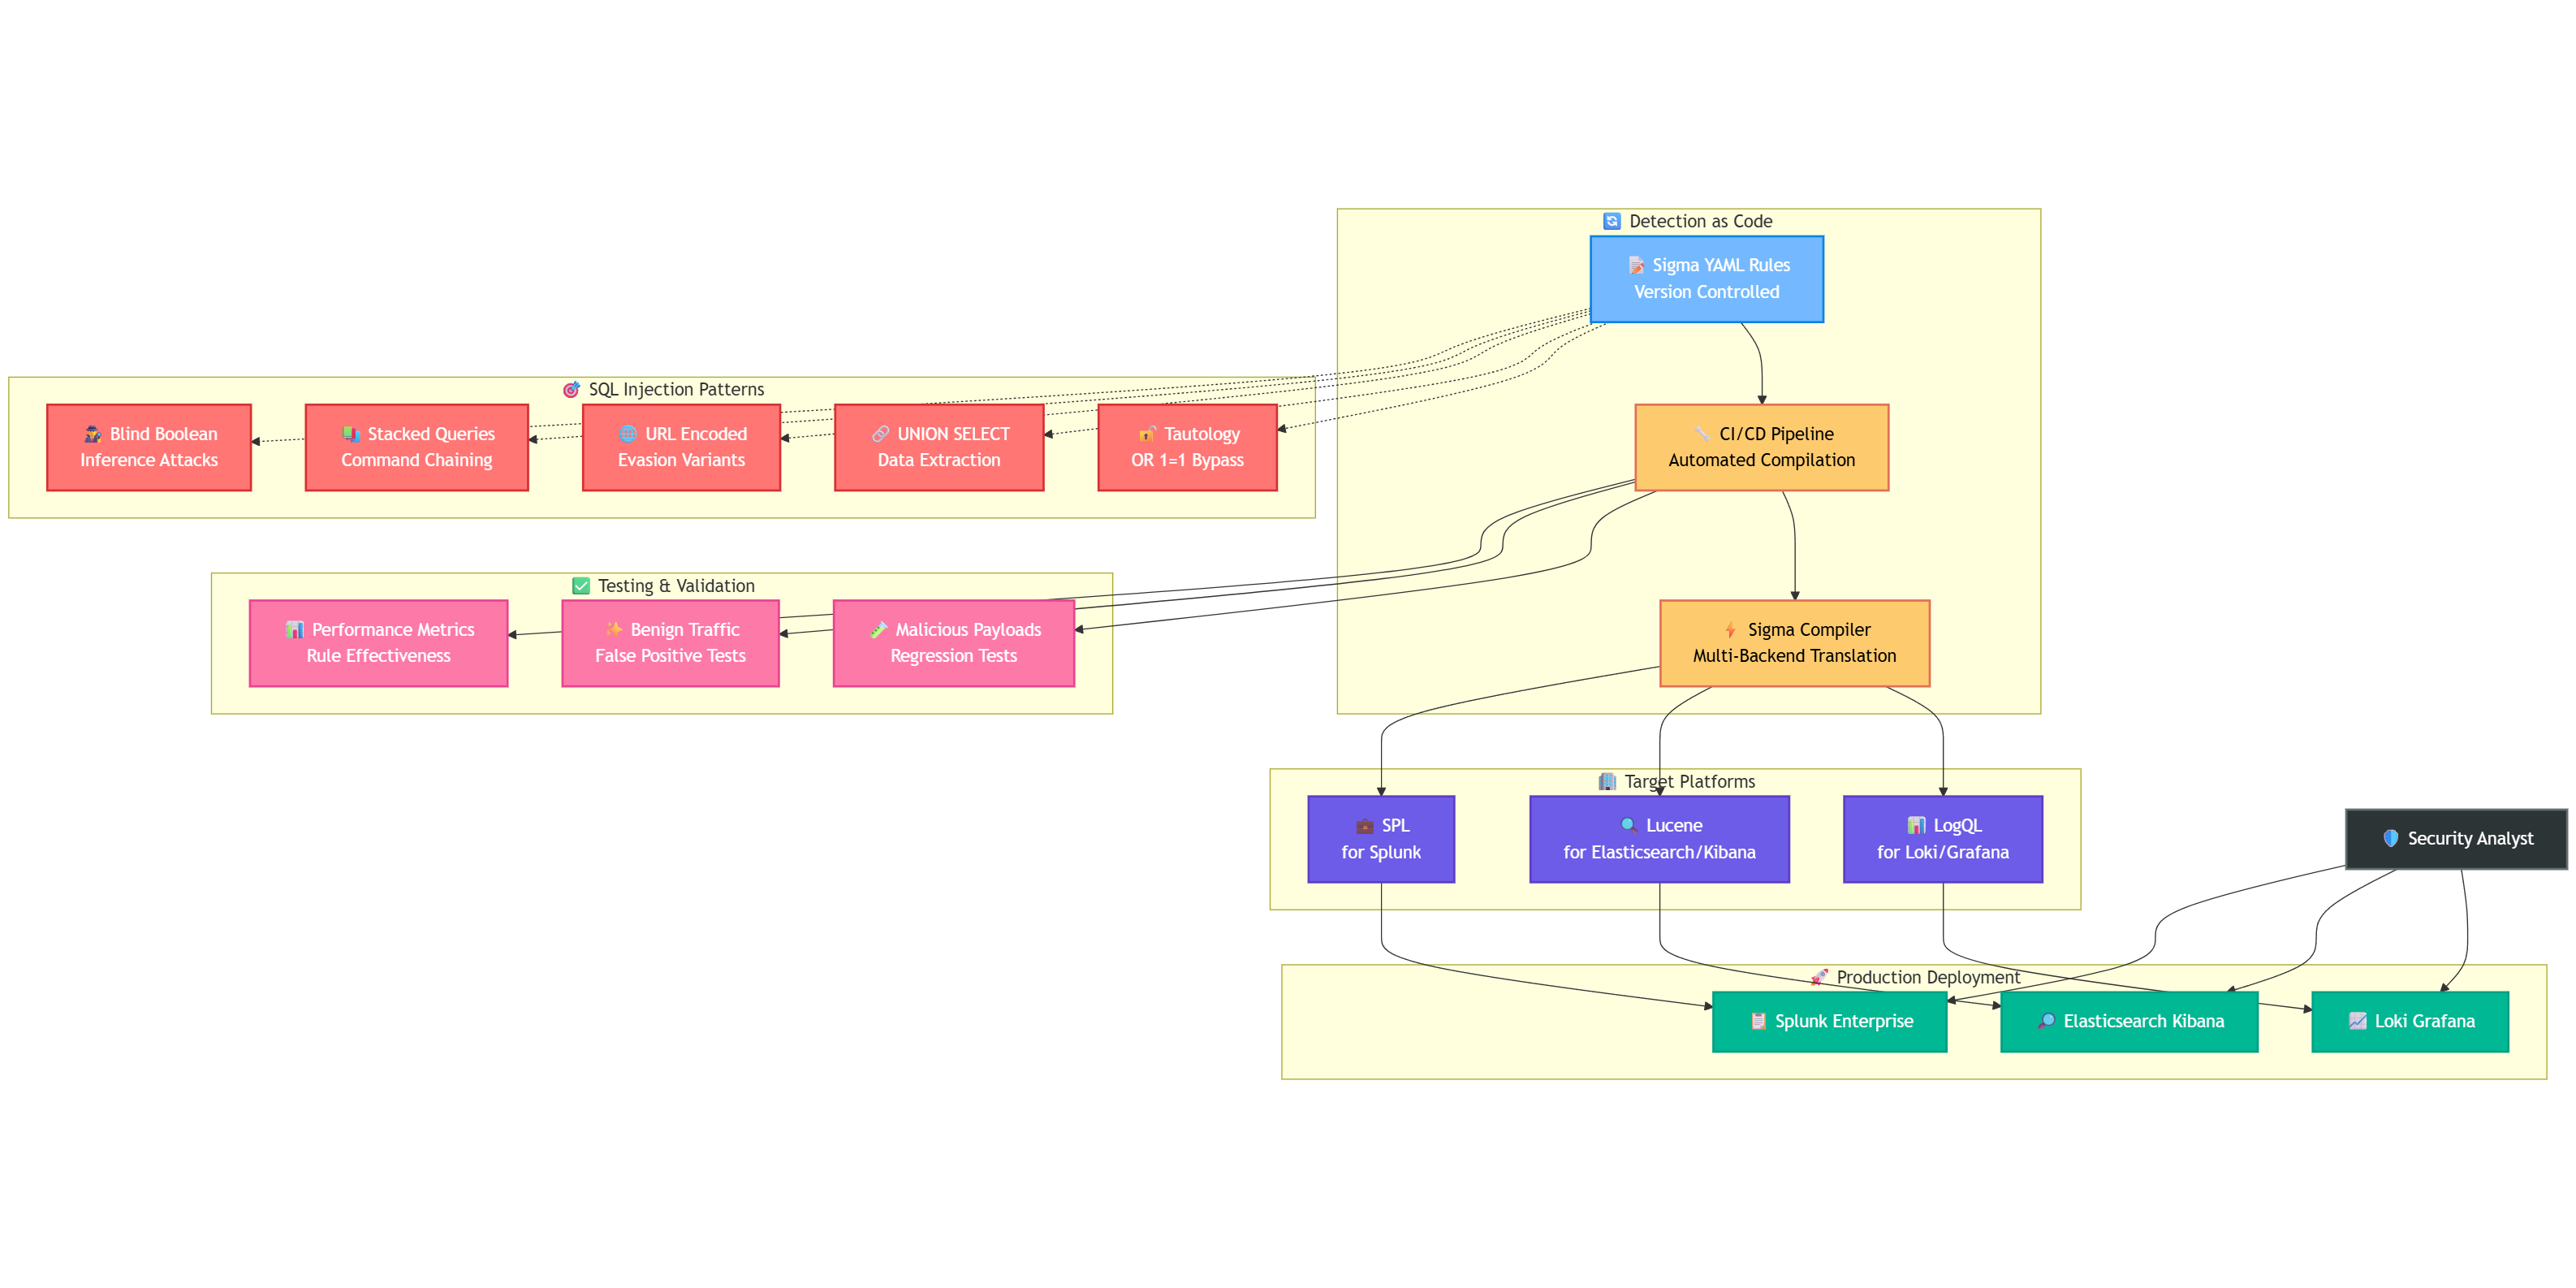 🔄 Detection as Code
📝 Sigma YAML Rules
Version Controlled
🎯 SQL Injection Patterns
🕵️ Blind Boolean
Inference Attacks
📚 Stacked Queries
Command Chaining
🌐 URL Encoded
Evasion Variants
🔗 UNION SELECT
Data Extraction
🔓 Tautology
OR 1=1 Bypass
🔧 CI/CD Pipeline
Automated Compilation
✅ Testing & Validation
📊 Performance Metrics
Rule Effectiveness
✨ Benign Traffic
False Positive Tests
🧪 Malicious Payloads
Regression Tests
⚡ Sigma Compiler
Multi-Backend Translation
🏢 Target Platforms
💼 SPL
for Splunk
🔍 Lucene
for Elasticsearch/Kibana
📊 LogQL
for Loki/Grafana
🛡️ Security Analyst
🚀 Production Deployment
📋 Splunk Enterprise
🔎 Elasticsearch Kibana
📈 Loki Grafana